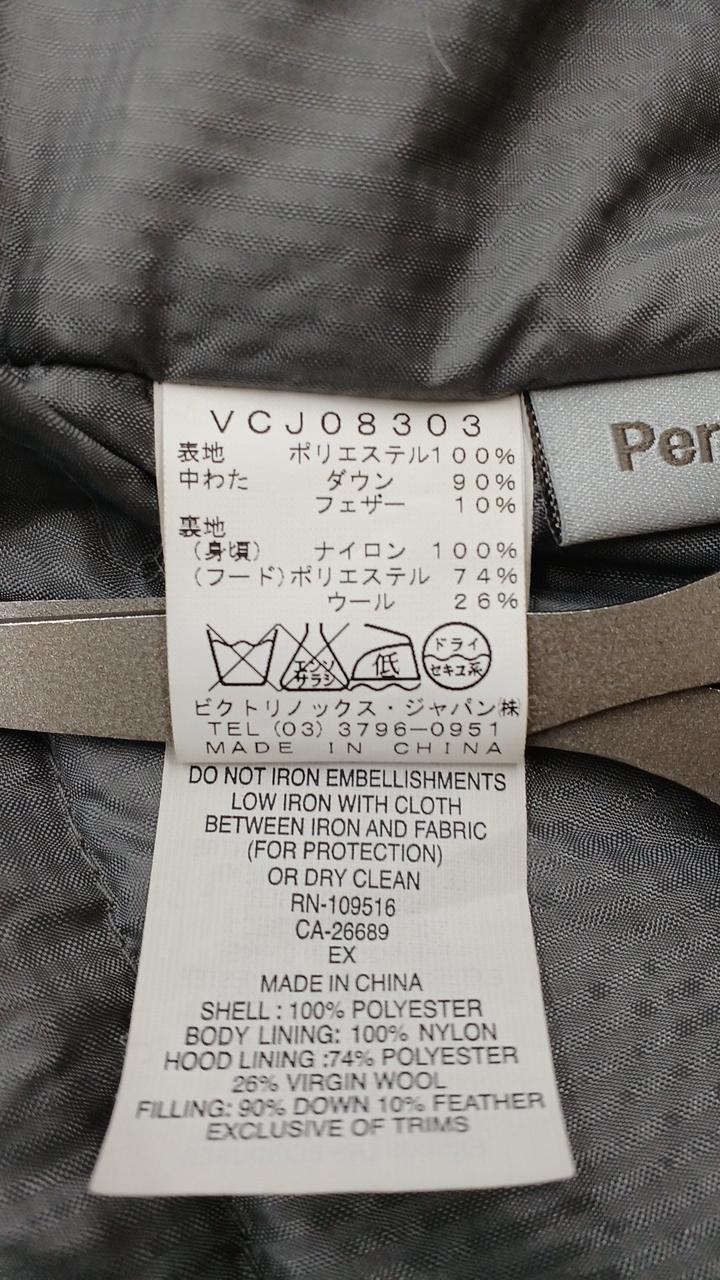 VCJ08303
表地 ポリエステル100%
中わた ダウン 90%
フェザー 10%
裏地
(身頃) ナイロン 100%
(フード)ポリエステル 74%
ウール 26%
エンソ
サラシ
低
ドライ
セキユ系
ビクトリノックス・ジャパン㈱
TEL (03) 3796-0951
MADE IN CHINA
DO NOT IRON EMBELLISHMENTS
LOW IRON WITH CLOTH
BETWEEN IRON AND FABRIC
(FOR PROTECTION)
OR DRY CLEAN
RN-109516
CA-26689
EX
MADE IN CHINA
SHELL : 100% POLYESTER
BODY LINING: 100% NYLON
HOOD LINING :74% POLYESTER
26% VIRGIN WOOL
FILLING: 90% DOWN 10% FEATHER
EXCLUSIVE OF TRIMS